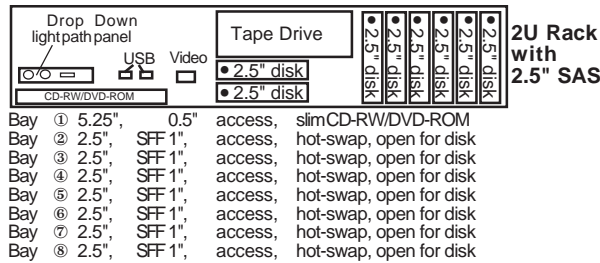 Drop Down
light path panel
USB
Video
CD-RW/DVD-ROM
Tape Drive
• 2.5" disk
• 2.5" disk
• 2.5" disk
• 2.5" disk
• 2.5" disk
• 2.5" disk
• 2.5" disk
• 2.5" disk
2U Rack
with
2.5" SAS
Bay ① 5.25", 0.5" access, slimCD-RW/DVD-ROM
Bay ② 2.5", SFF 1", access, hot-swap, open for disk
Bay ③ 2.5", SFF 1", access, hot-swap, open for disk
Bay ④ 2.5", SFF 1", access, hot-swap, open for disk
Bay ⑤ 2.5", SFF 1", access, hot-swap, open for disk
Bay ⑥ 2.5", SFF 1", access, hot-swap, open for disk
Bay ⑦ 2.5", SFF 1", access, hot-swap, open for disk
Bay ⑧ 2.5", SFF 1", access, hot-swap, open for disk